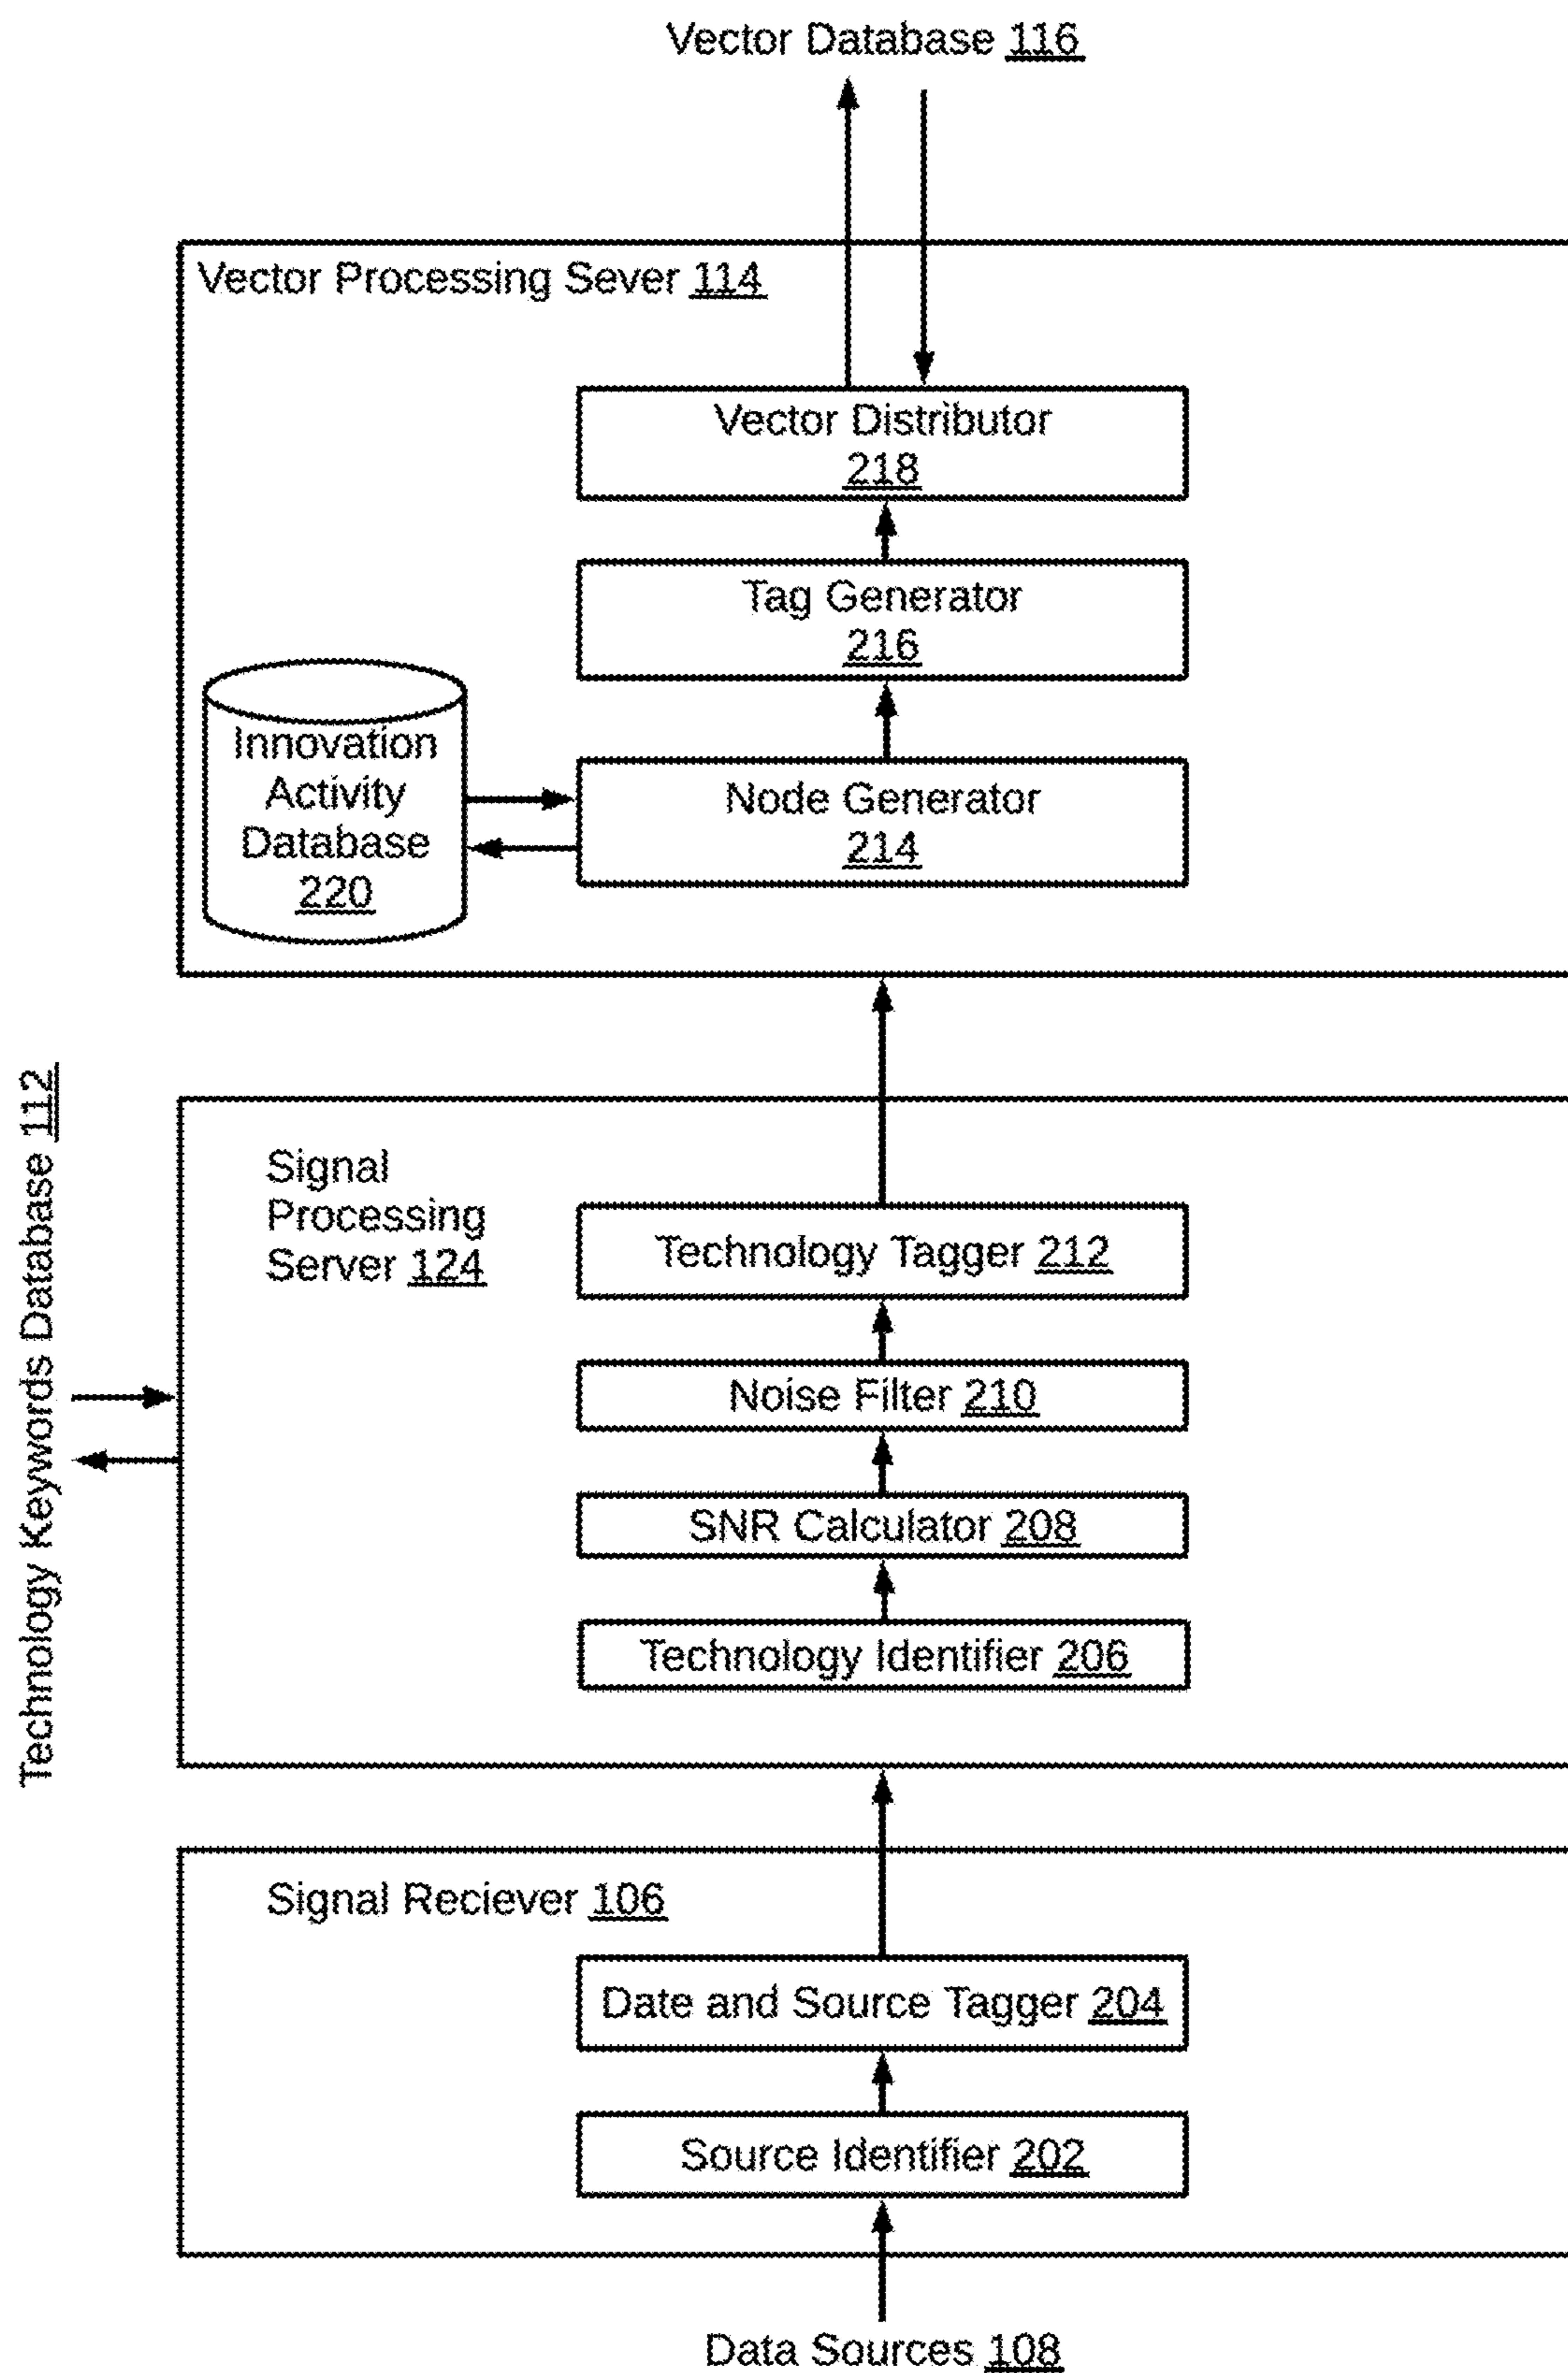 Vector Database 116
Vector Processing Sever 114
Vector Distributor
218
Tag Generator
216
Innovation
Activity
Database
220
Node Generator
214
Technology Keywords Database 112
Signal
Processing
Server 124
Technology Tagger 212
Noise Filter 210
SNR Calculator 208
Technology Identifier 206
Signal Reciever 106
Date and Source Tagger 204
Source Identifier 202
Data Sources 108